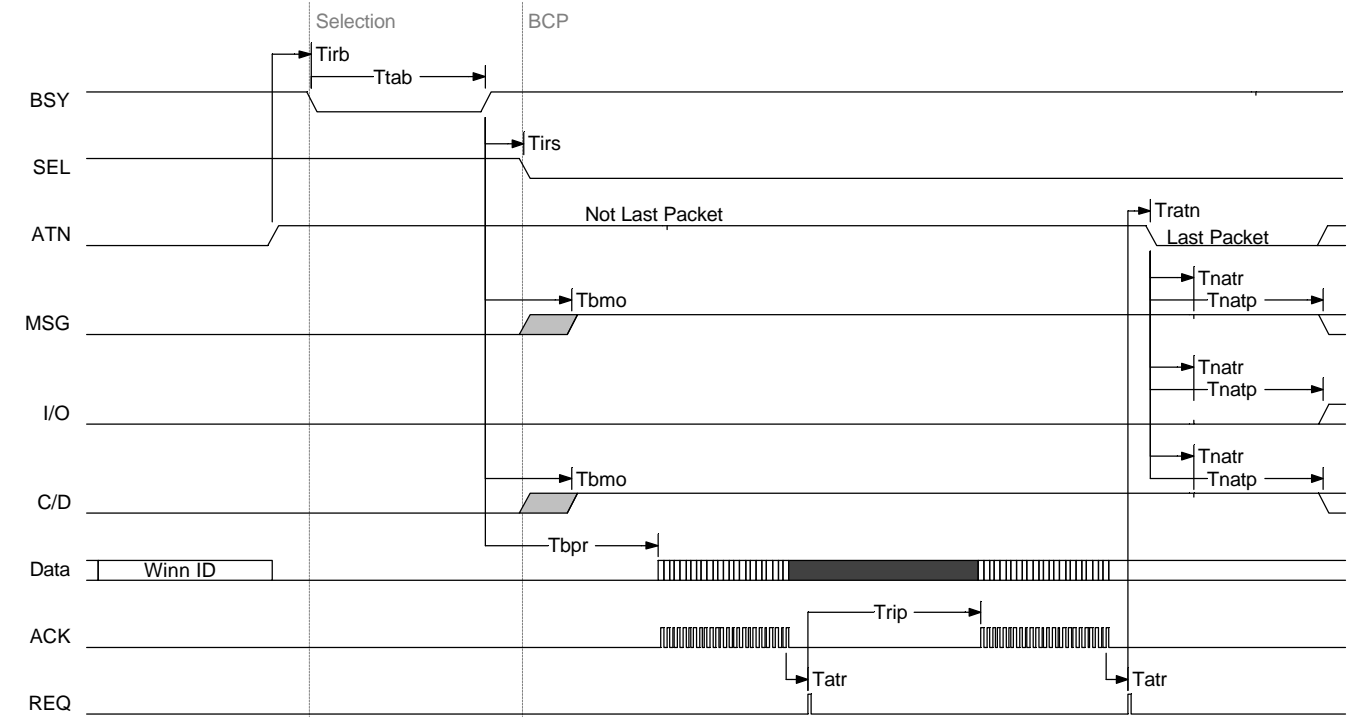 Selection
BCP
Tirb
Ttab
BSY
Tirs
SEL
Not Last Packet
Tratn
ATN
Last Packet
Tnatr
Tbmo
Tnatp
MSG
Tnatr
Tnatp
I/O
Tnatr
Tbmo
Tnatp
C/D
Tbpr
Data
Winn ID
Trip
ACK
Tatr
Tatr
REQ